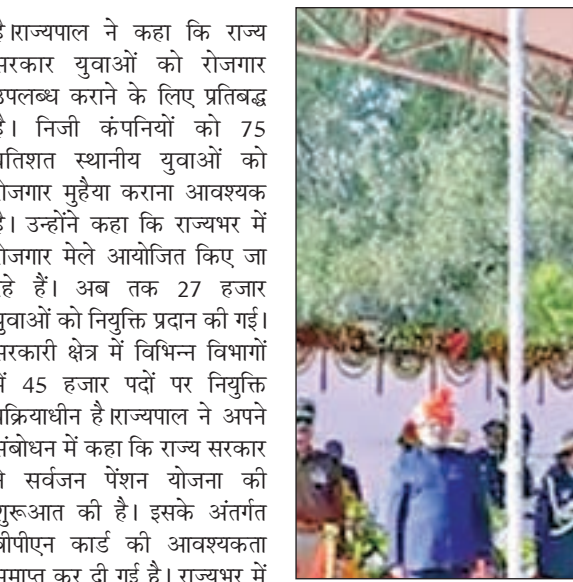 है।राज्यपाल ने कहा कि राज्य
सरकार युवाओं को रोजगार
उपलब्ध कराने के लिए प्रतिबद्ध
है। निजी कंपनियों को 75
प्रतिशत स्थानीय युवाओं को
रोजगार मुहैया कराना आवश्यक
है। उन्होंने कहा कि राज्यभर में
रोजगार मेले आयोजित किए जा
रहे हैं। अब तक 27 हजार
युवाओं को नियुक्ति प्रदान की गई।
सरकारी क्षेत्र में विभिन्न विभागों
में 45 हजार पदों पर नियुक्ति
प्रक्रियाधीन है।राज्यपाल ने अपने
संबोधन में कहा कि राज्य सरकार
ने सर्वजन पेंशन योजना की
शुरूआत की है। इसके अंतर्गत
बीपीएन कार्ड की आवश्यकता
समाप्त कर दी गई है। राज्यभर में